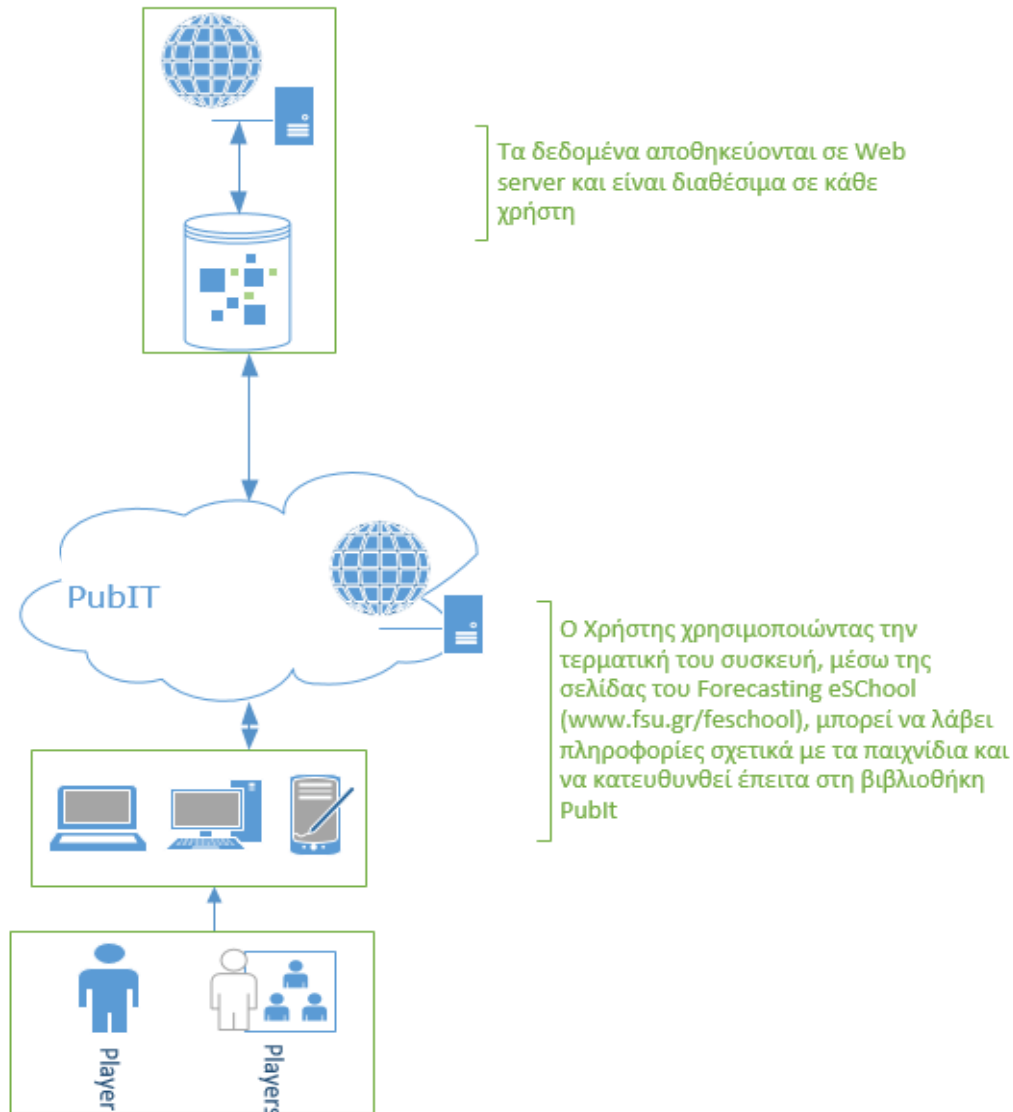 Τα δεδομένα αποθηκεύονται σε Web
server και είναι διαθέσιμα σε κάθε
χρήστη
PubIT
Ο Χρήστης χρησιμοποιώντας την
τερματική του συσκευή, μέσω της
σελίδας του Forecasting eSChool
(www.fsu.gr/feschool), μπορεί να λάβει
πληροφορίες σχετικά με τα παιχνίδια και
να κατευθυνθεί έπειτα στη βιβλιοθήκη
PubIt
Player
Players